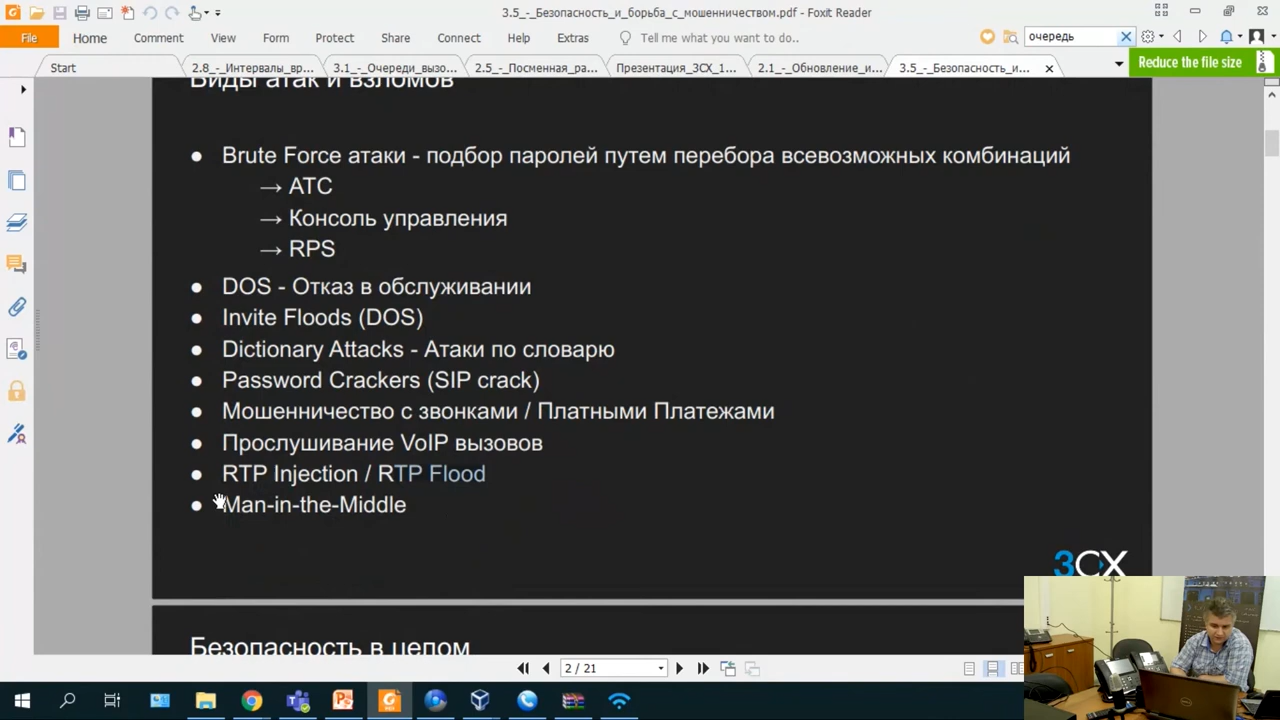 3.5_-_Безопасность_и_борьба_с_мошенничеством.pdf - Foxit Reader
File Home Comment View Form Protect Share Connect Help Extras Tell me what you want to do.. очередь
Start 2.8_-_Интервалы_вр... 3.1_-_Очереди_вызо... 2.5_-_Посменная_ра... Презентация_3CX_1... 2.1_-_Обновление_и... 3.5_-_Безопасность_и... Reduce the file size
Виды атак и взломов
● Brute Force атаки - подбор паролей путем перебора всевозможных комбинаций
→ АТС
→ Консоль управления
→ RPS
● DOS - Отказ в обслуживании
● Invite Floods (DOS)
● Dictionary Attacks - Атаки по словарю
● Password Crackers (SIP crack)
● Мошенничество с звонками / Платными Платежами
● Прослушивание VoIP вызовов
● RTP Injection / RTP Flood
● Man-in-the-Middle
3CX
Безопасность в целом
2 / 21